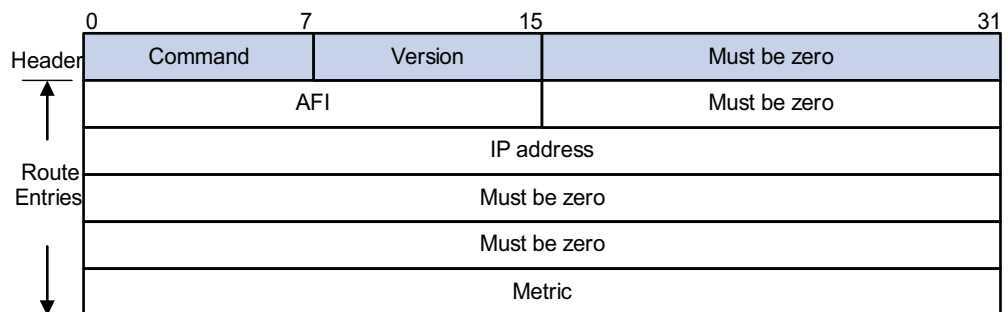 0 7 15 31
Header Command Version Must be zero
AFI Must be zero
IP address
Route
Entries
Must be zero
Must be zero
Metric